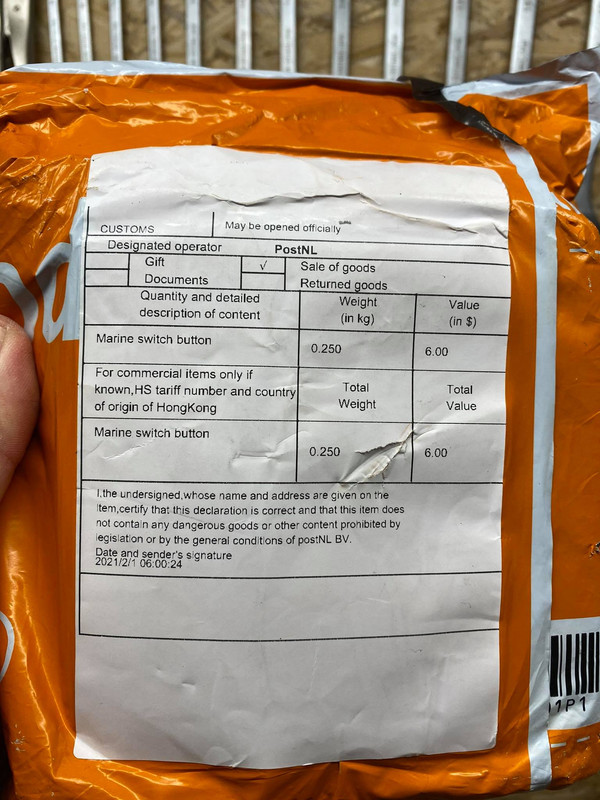 CUSTOMS
May be opened officially
Designated operator PostNL
Gift √ Sale of goods
Documents Returned goods
Quantity and detailed description of content
Weight (in kg)
Value (in $)
Marine switch button 0.250 6.00
For commercial items only if
known,HS tariff number and country
of origin of HongKong
Total Weight
Total Value
Marine switch button 0.250 6.00
I.the undersigned,whose name and address are given on the
Item,certify that this declaration is correct and that this item does
not contain any dangerous goods or other content prohibited by
legislation or by the general conditions of postNL BV.
Date and sender's signature
2021/2/1 06:00:24
1P1